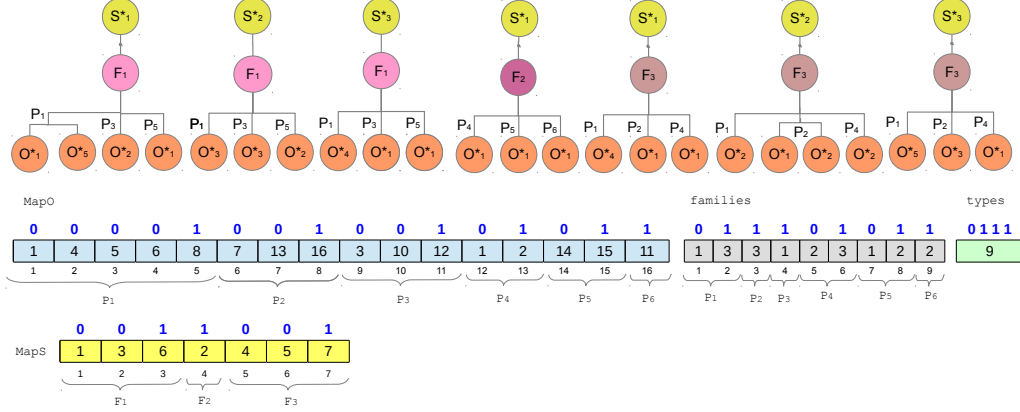 S*1 S*2 S*3 S*1 S*1 S*2 S*3
F1 F1 F1 F2 F3 F3 F3
P1 P3 P5 P1 P3 P5 P1 P3 P5 P4 P5 P6 P1 P2 P4 P1 P2 P4 P1 P2 P4
O*1 O*5 O*2 O*1 O*3 O*3 O*2 O*4 O*1 O*1 O*1 O*1 O*1 O*4 O*1 O*1 O*2 O*1 O*2 O*2 O*5 O*3 O*1
MapO families types
0 0 0 0 1 0 0 1 0 0 1 0 1 0 1 1 0 1 1 1 0 1 0 1 1 0 1 1 1
1 4 5 6 8 7 13 16 3 10 12 1 2 14 15 11 1 3 3 1 2 3 1 2 2 9
1 2 3 4 5 6 7 8 9 10 11 12 13 14 15 16 1 2 3 4 5 6 7 8 9
P1 P2 P3 P4 P5 P6 P1 P2 P3 P4 P5 P6
0 0 1 1 0 0 1
MapS 1 3 6 2 4 5 7
1 2 3 4 5 6 7
F1 F2 F3